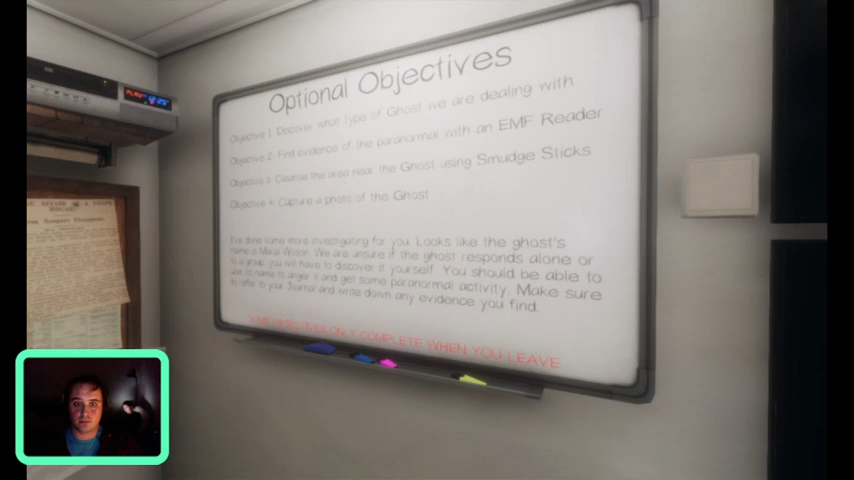 PLAY
Optional Objectives
Objective 1: Discover what type of Ghost we are dealing with
Objective 2: Find evidence of the paranormal with an EMF Reader
Objective 3: Cleanse the area near the Ghost using Smudge Sticks
Objective 4: Capture a photo of the Ghost
I've done some more investigating for you. Looks like the ghost's
name is Wilson. We are unsure if the ghost responds alone or
to a group, you will have to discover it yourself. You should be able to
use its name to anger it and get some paranormal activity. Make sure
to refer to your Journal and write down any evidence you find.
OBJECTIVES ONLY COMPLETE WHEN YOU LEAVE